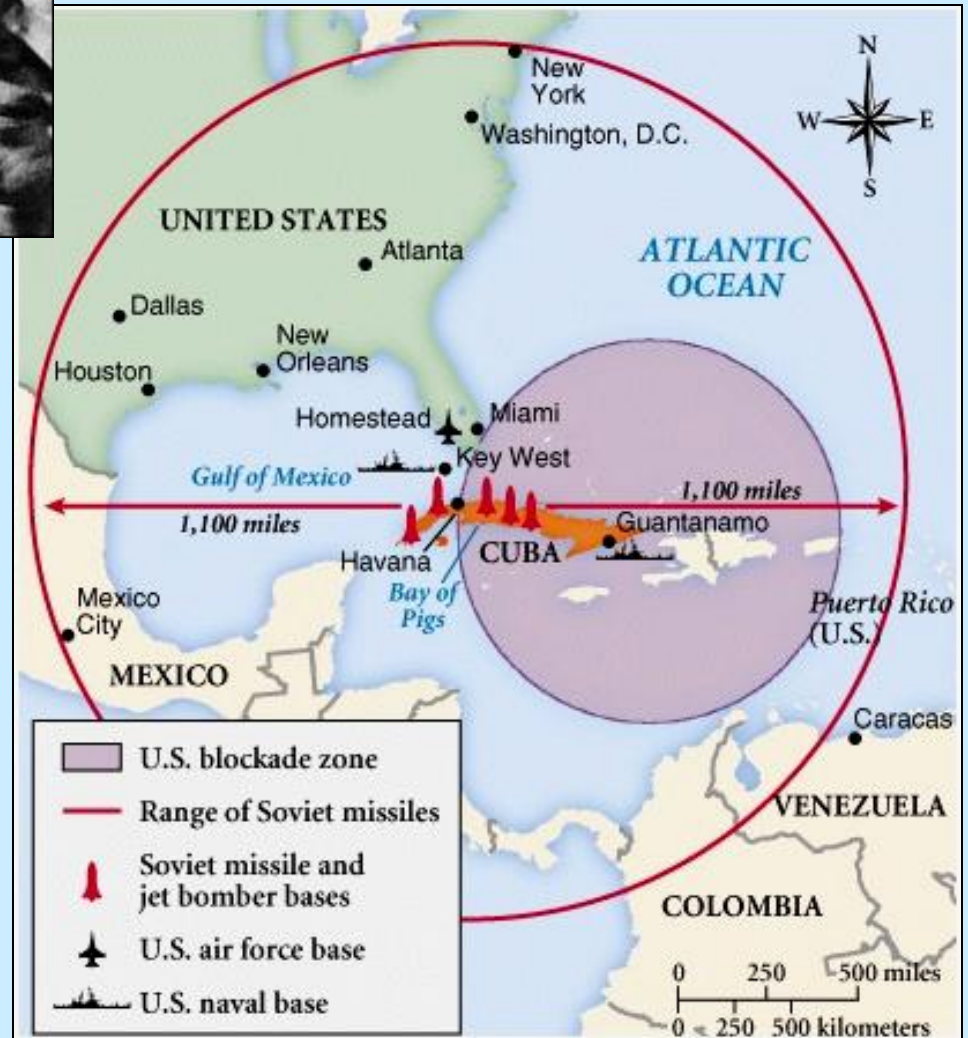 N
W E
S
New
York
Washington, D.C.
UNITED STATES
Atlanta
ATLANTIC
OCEAN
Dallas
New
Orleans
Houston
Homestead
Miami
Key West
Gulf of Mexico
1,100 miles
1,100 miles
Guantanamo
Havana
CUBA
Bay of
Pigs
Mexico
City
Puerto Rico
(U.S.)
MEXICO
Caracas
VENEZUELA
COLOMBIA
U.S. blockade zone
Range of Soviet missiles
Soviet missile and
jet bomber bases
U.S. air force base
U.S. naval base
0 250 500 miles
0 250 500 kilometers